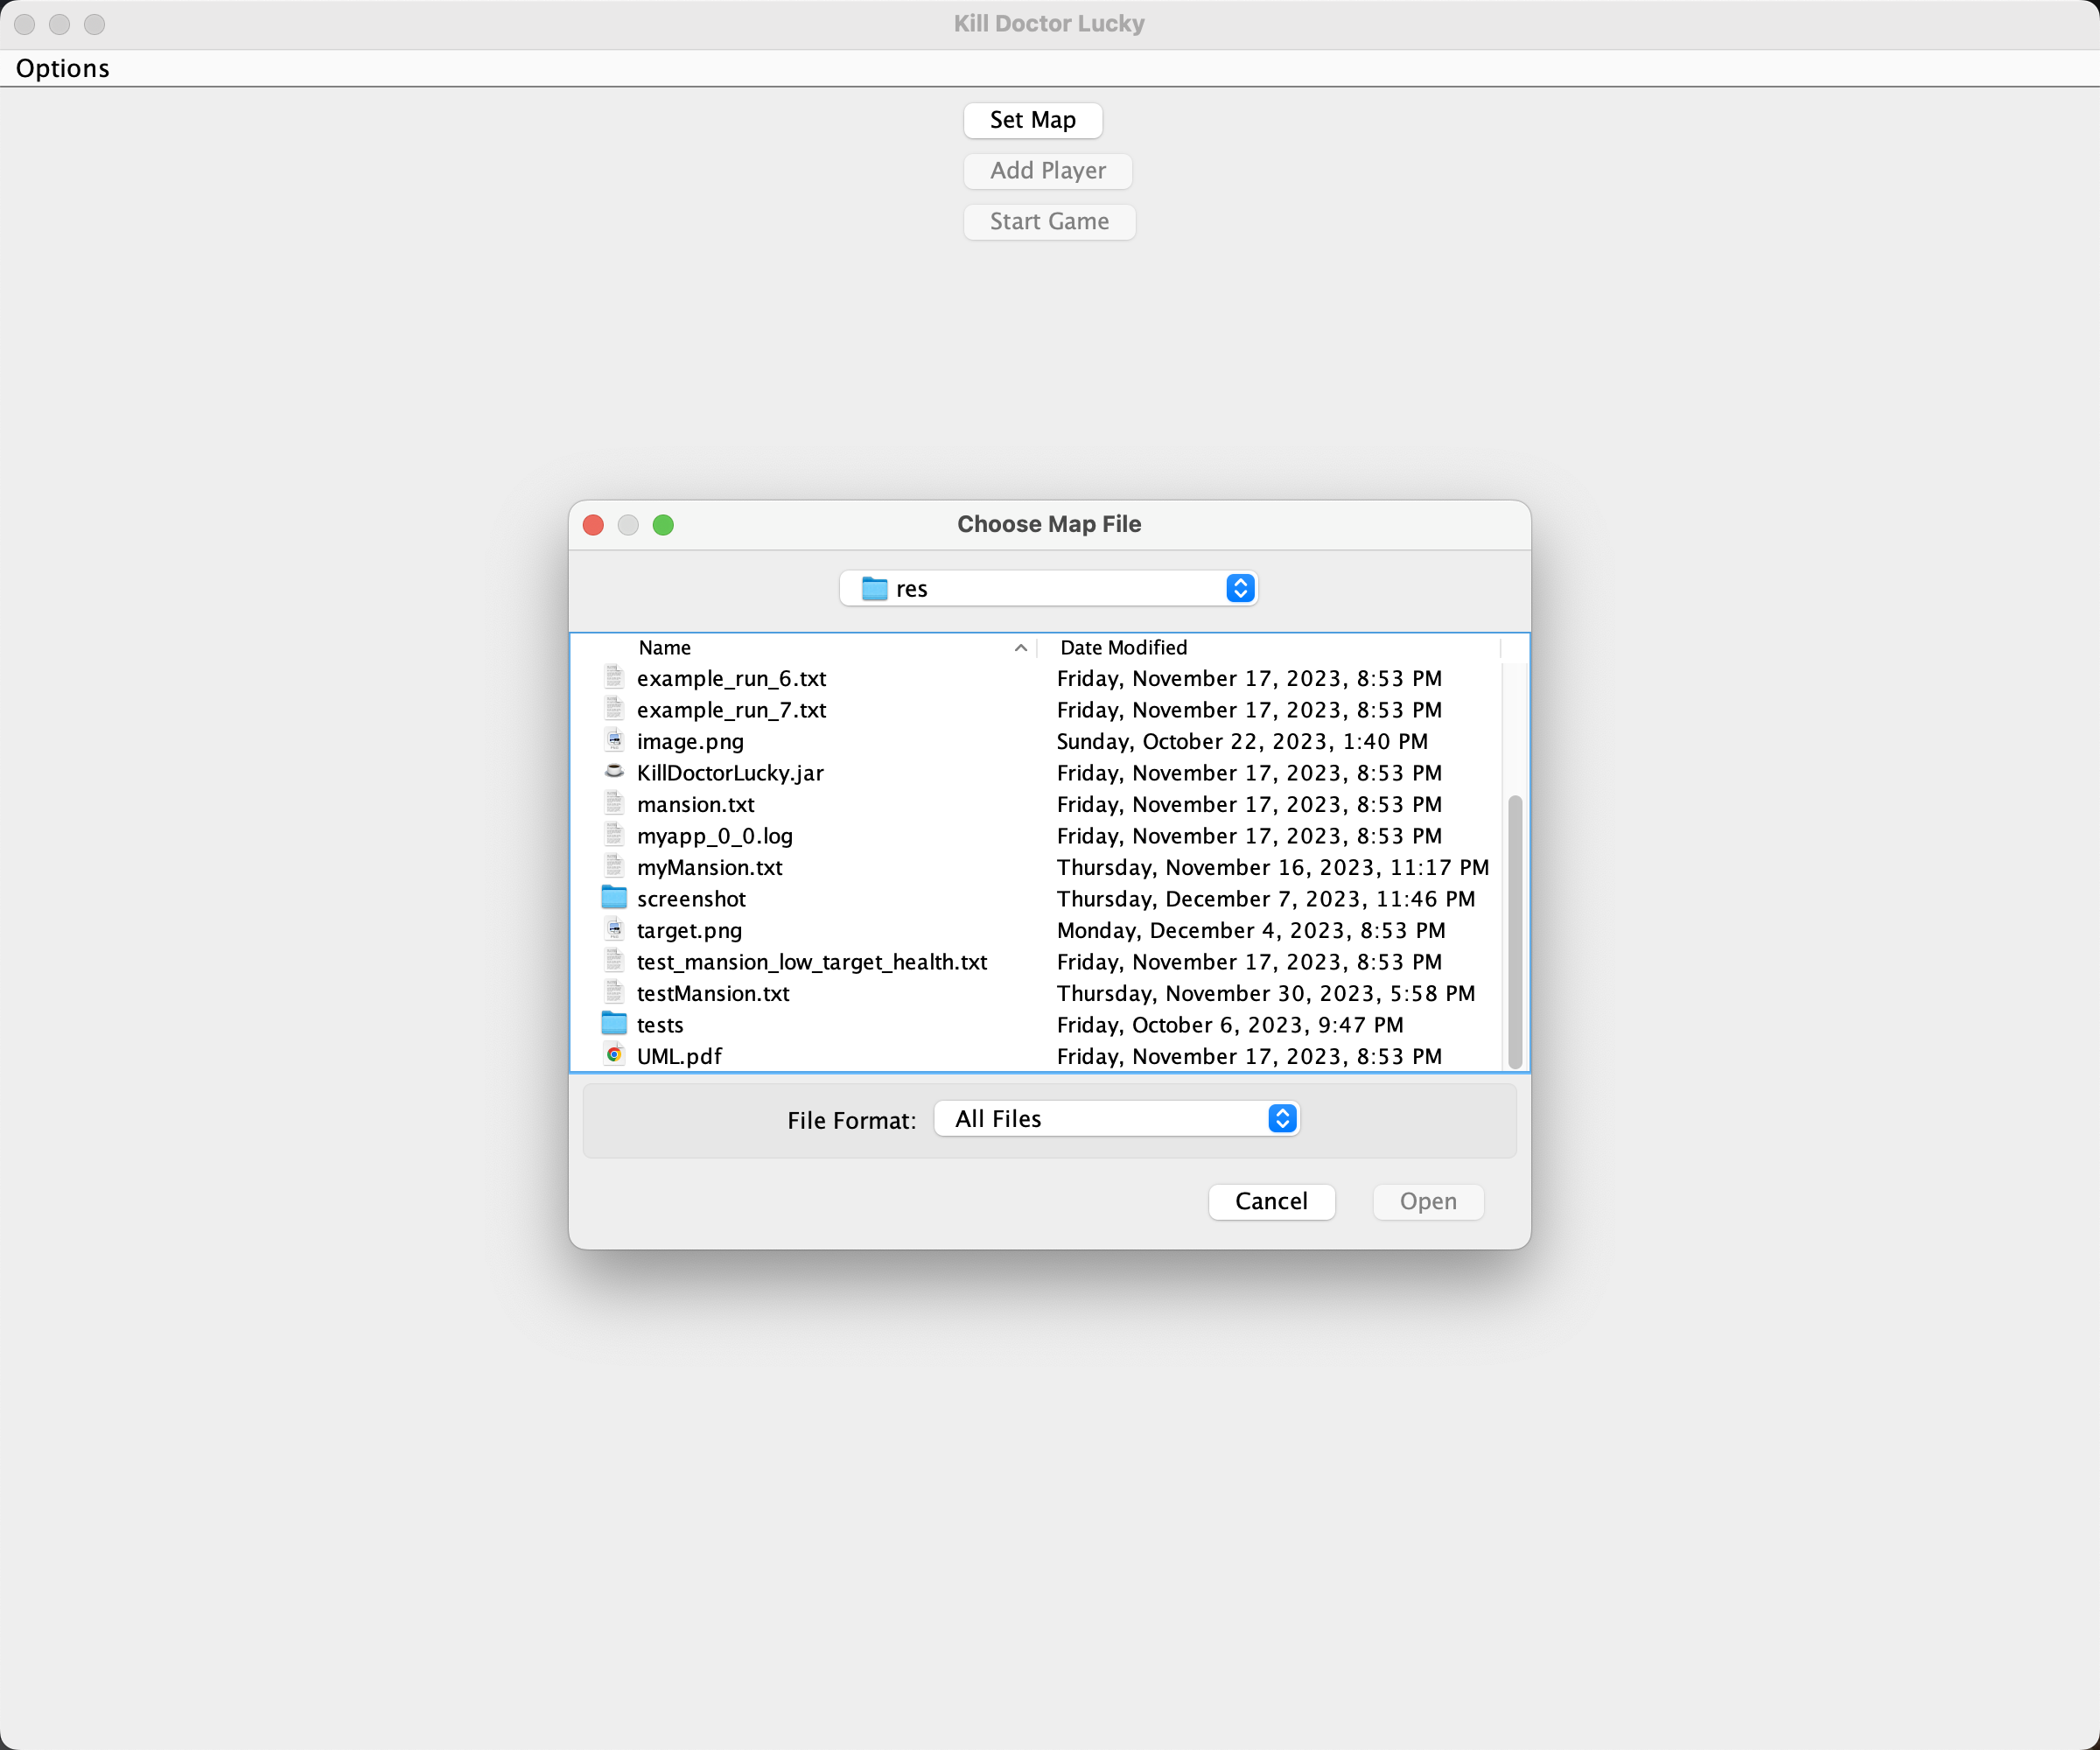 Kill Doctor Lucky
Options
Set Map
Add Player
Start Game
Choose Map File
res
Name Date Modified
example_run_6.txt Friday, November 17, 2023, 8:53 PM
example_run_7.txt Friday, November 17, 2023, 8:53 PM
image.png Sunday, October 22, 2023, 1:40 PM
KillDoctorLucky.jar Friday, November 17, 2023, 8:53 PM
mansion.txt Friday, November 17, 2023, 8:53 PM
myapp_0_0.log Friday, November 17, 2023, 8:53 PM
myMansion.txt Thursday, November 16, 2023, 11:17 PM
screenshot Thursday, December 7, 2023, 11:46 PM
target.png Monday, December 4, 2023, 8:53 PM
test_mansion_low_target_health.txt Friday, November 17, 2023, 8:53 PM
testMansion.txt Thursday, November 30, 2023, 5:58 PM
tests Friday, October 6, 2023, 9:47 PM
UML.pdf Friday, November 17, 2023, 8:53 PM
File Format: All Files
Cancel Open